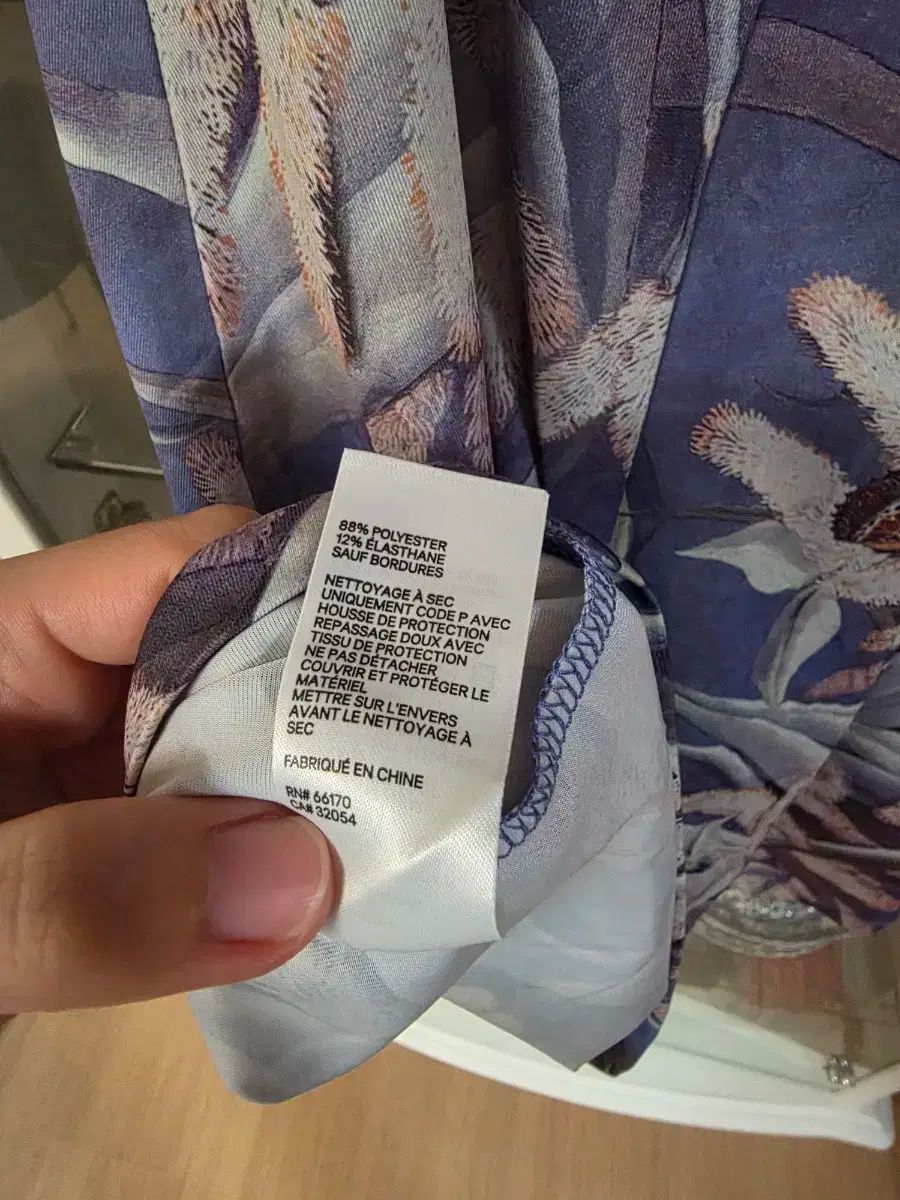 88% POLYESTER
12% ÉLASTHANE
SAUF BORDURES
NETTOYAGE À SEC
UNIQUEMENT CODE P AVEC
HOUSSE DE PROTECTION
REPASSAGE DOUX AVEC
TISSU DE PROTECTION
NE PAS DÉTACHER
COUVRIR ET PROTÉGER LE
MATÉRIEL
METTRE SUR L'ENVERS
AVANT LE NETTOYAGE À
SEC
FABRIQUÉ EN CHINE
RN# 66170
CA# 32054